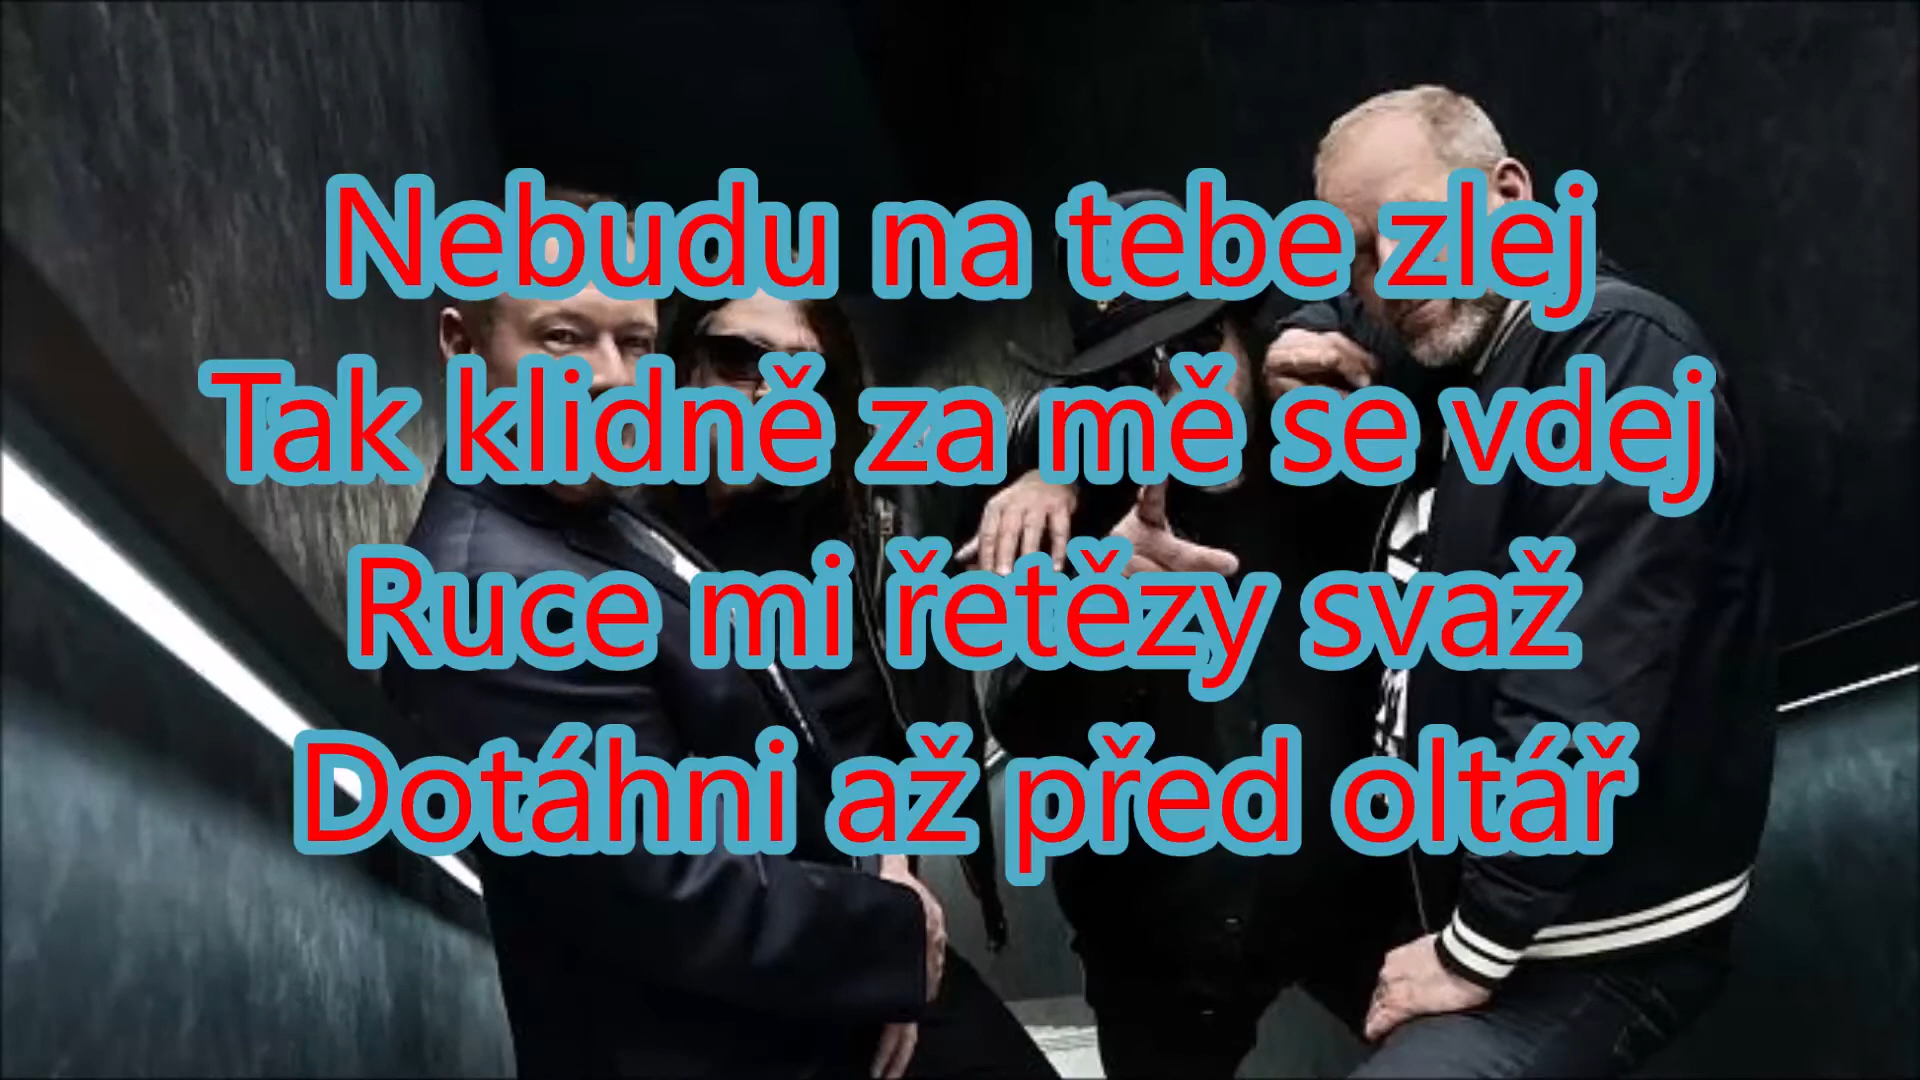 Nebudu na tebe zlej
Tak klidně za mě se vdej
Ruce mi řetězy svaž
Dotáhni až před oltář